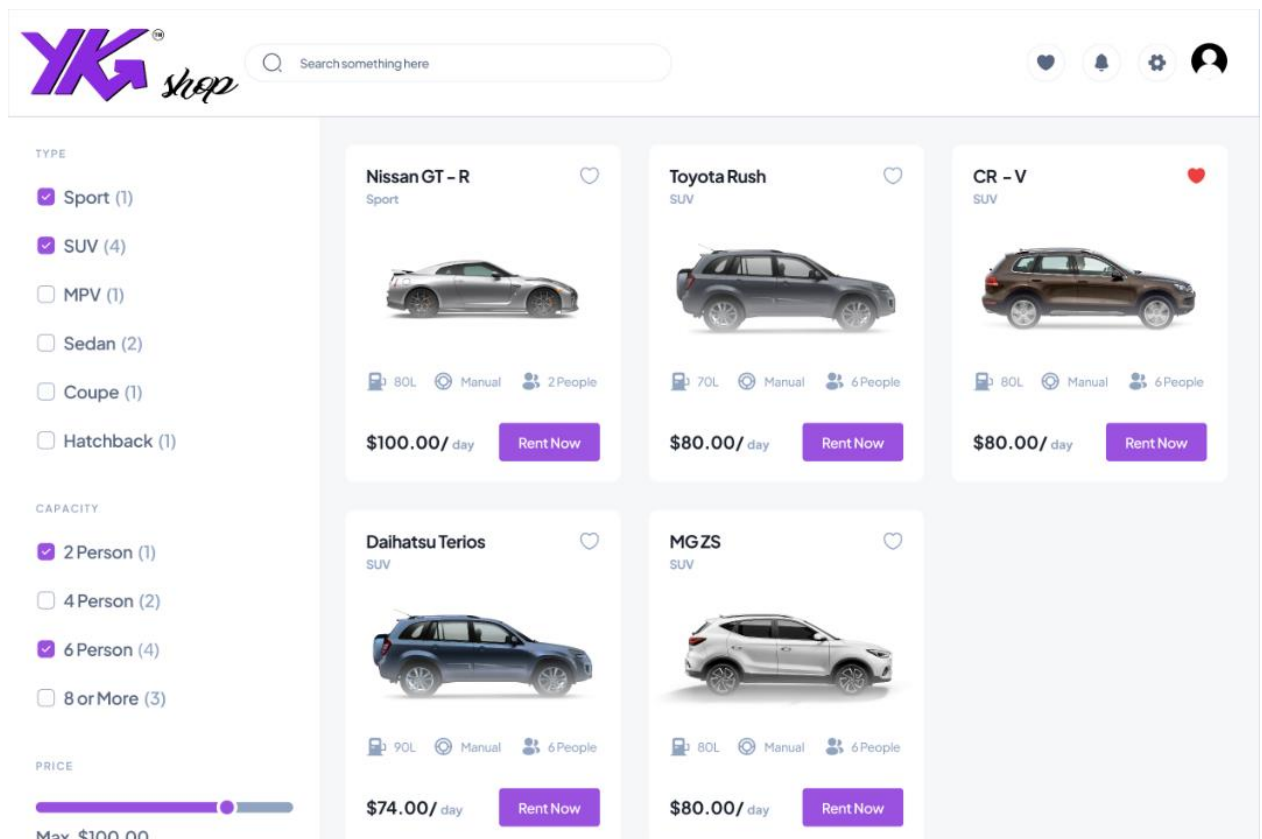 YK TM shop
Search something here
TYPE
Sport (1)
SUV (4)
MPV (1)
Sedan (2)
Coupe (1)
Hatchback (1)
CAPACITY
2 Person (1)
4 Person (2)
6 Person (4)
8 or More (3)
PRICE
Max. $100.00
Nissan GT - R
Sport
80L Manual 2 People
$100.00/ day Rent Now
Toyota Rush
SUV
70L Manual 6 People
$80.00/ day Rent Now
CR - V
SUV
80L Manual 6 People
$80.00/ day Rent Now
Daihatsu Terios
SUV
90L Manual 6 People
$74.00/ day Rent Now
MG ZS
SUV
80L Manual 6 People
$80.00/ day Rent Now